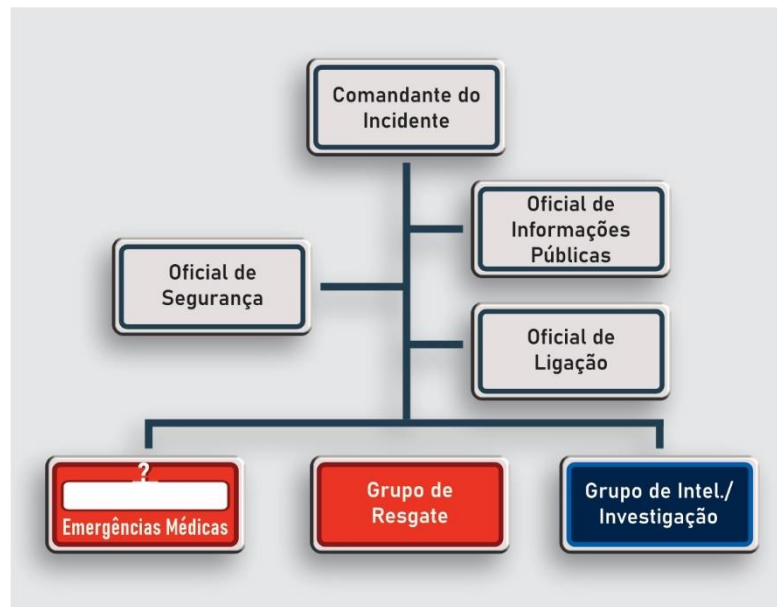 Comandante do
Incidente
Oficial de
Informações
Públicas
Oficial de
Segurança
Oficial de
Ligação
?
Emergências Médicas
Grupo de
Resgate
Grupo de Intel./
Investigação